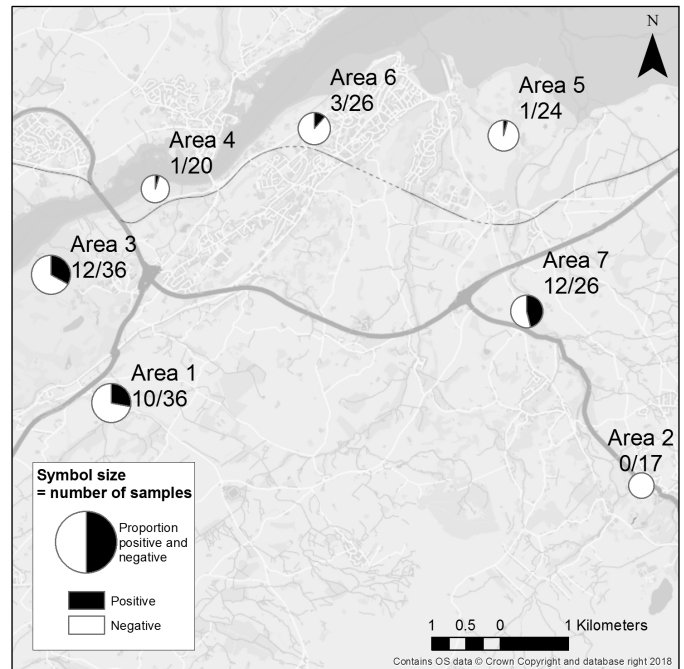 N
Area 6
3/26
Area 5
1/24
Area 4
1/20
Area 3
12/36
Area 7
12/26
Area 1
10/36
Area 2
0/17
Symbol size
= number of samples
Proportion
positive and
negative
Positive
Negative
1 0.5 0 1 Kilometers
Contains OS data © Crown Copyright and database right 2018